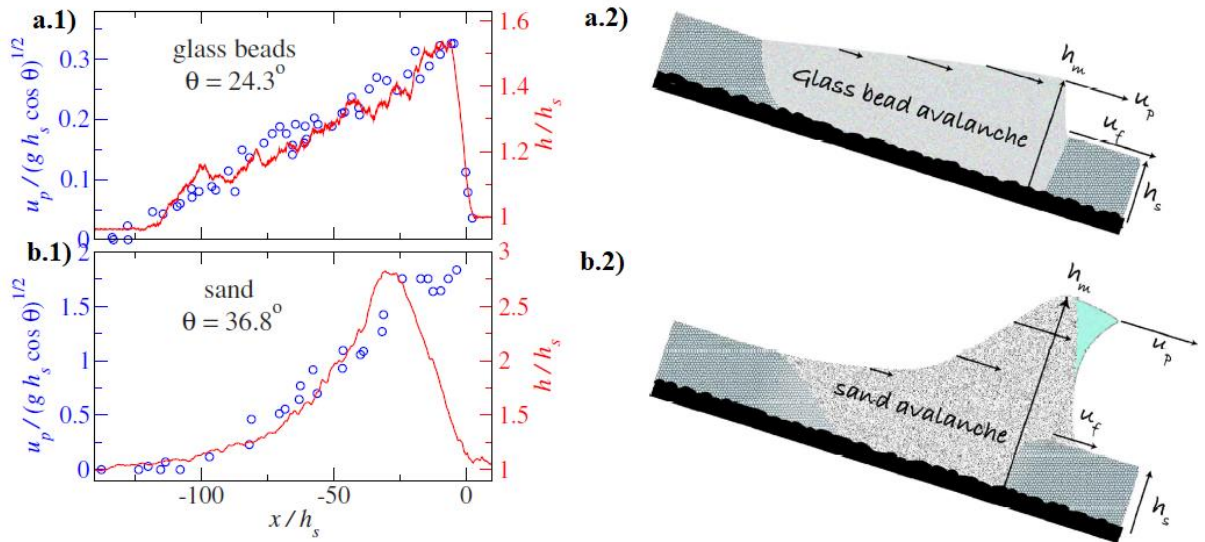 a.1)
glass beads
θ = 24.3°
u_p / (g h_s cos θ)^1/2
0.3
0.2
0.1
0
h / h_s
1.6
1.4
1.2
1
a.2)
Glass bead avalanche
h_m
u_p
u_f
h_s
b.1)
sand
θ = 36.8°
u_p / (g h_s cos θ)^1/2
2
1.5
1
0.5
0
h / h_s
3
2.5
2
1.5
1
-100
-50
0
x / h_s
b.2)
sand avalanche
h_m
u_p
u_f
h_s